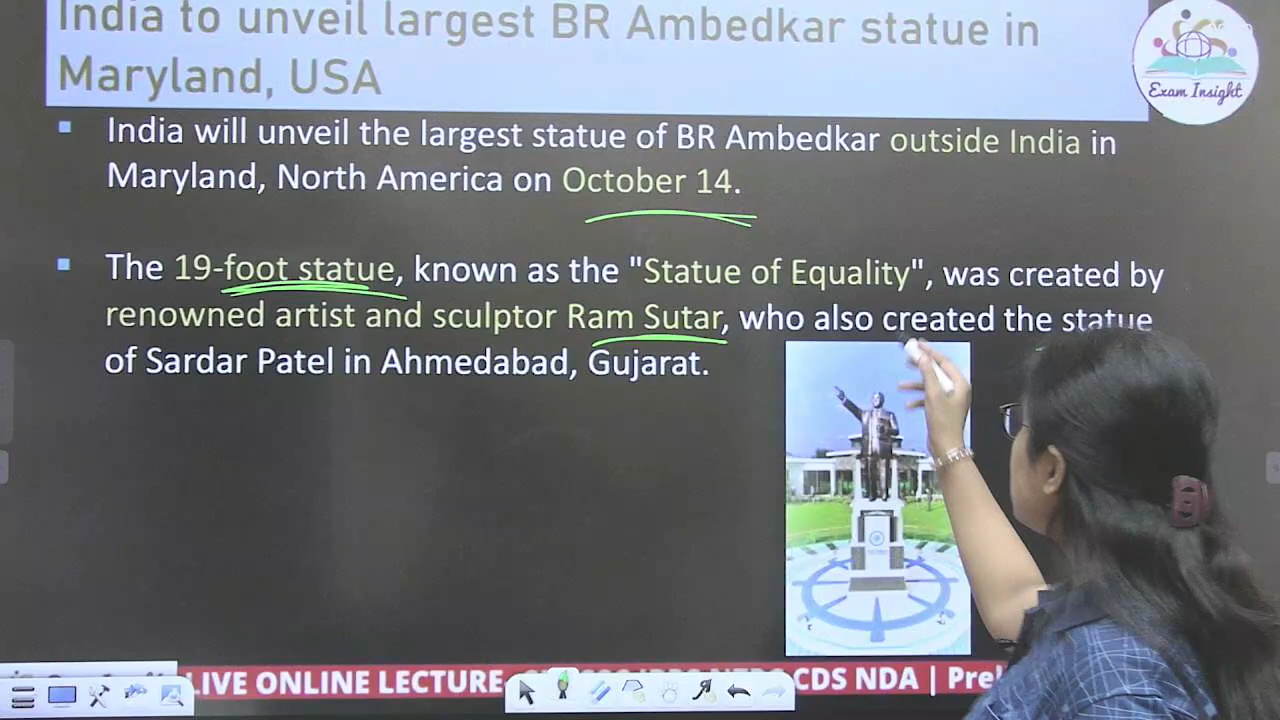 India to unveil largest BR Ambedkar statue in
Maryland, USA
Exam Insight
India will unveil the largest statue of BR Ambedkar outside India in
Maryland, North America on October 14.
The 19-foot statue, known as the "Statue of Equality", was created by
renowned artist and sculptor Ram Sutar, who also created the statue
of Sardar Patel in Ahmedabad, Gujarat.
LIVE ONLINE LECTURE
CDS NDA |